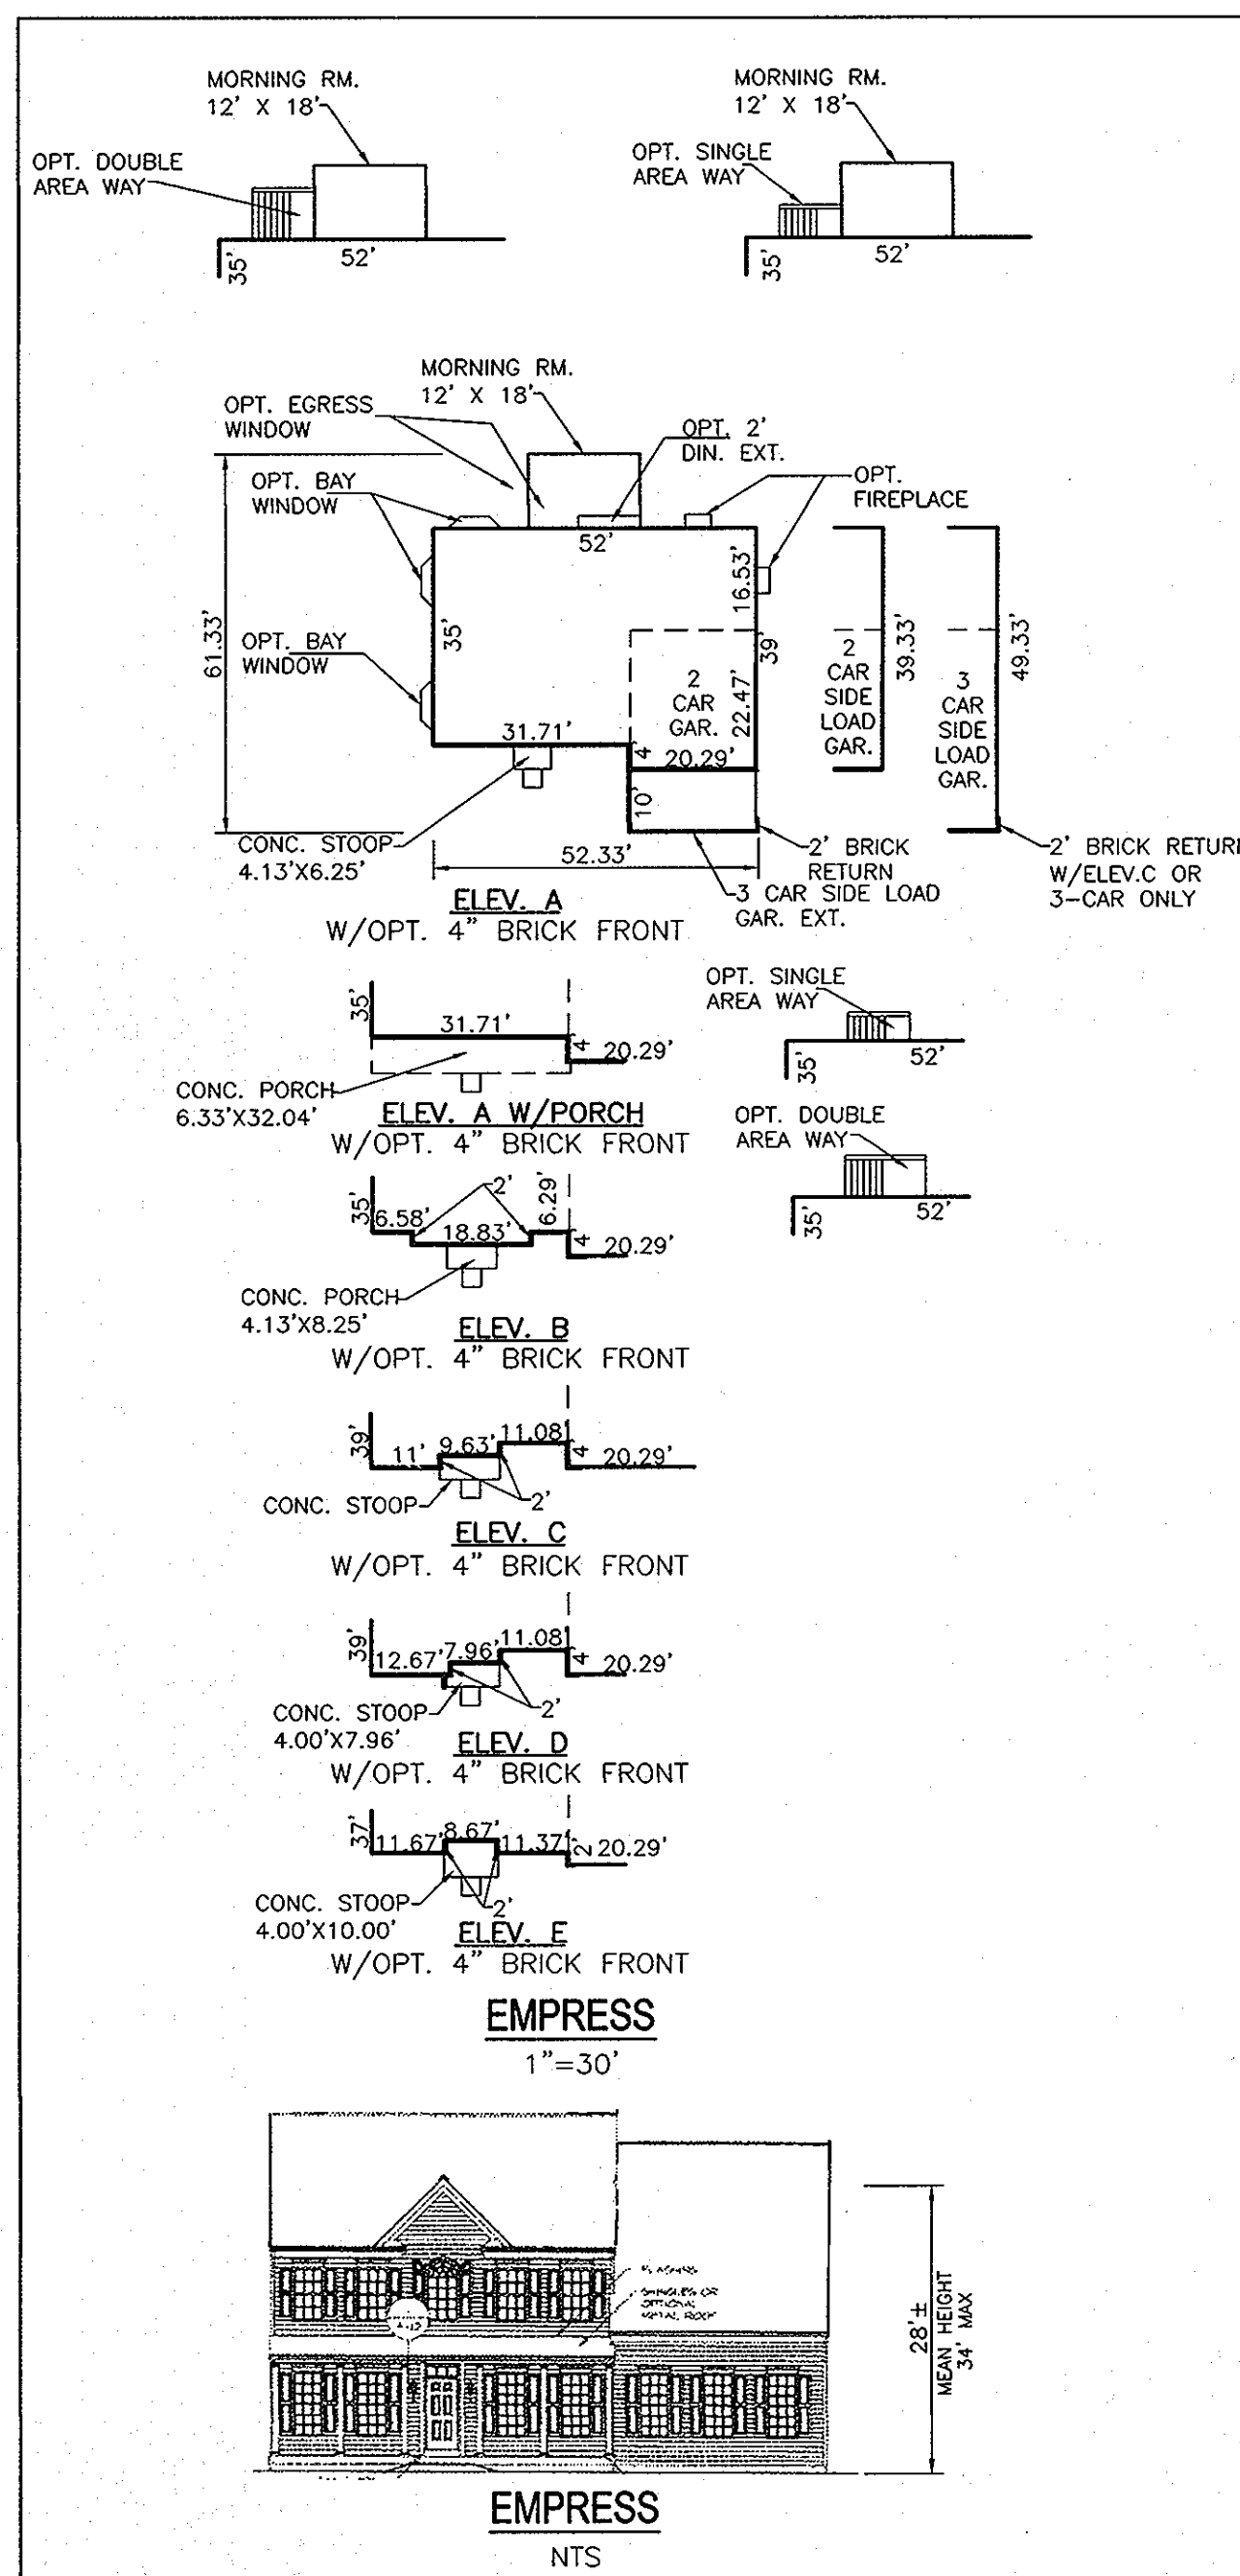 MORNING RM.
12' X 18'
OPT. DOUBLE
AREA WAY
35'
52'
MORNING RM.
12' X 18'
OPT. SINGLE
AREA WAY
35'
52'
MORNING RM.
12' X 18'
OPT. EGRESS
WINDOW
OPT. 2'
DIN. EXT.
OPT. BAY
WINDOW
OPT.
FIREPLACE
52'
16.53'
61.33'
35'
39'
39.33'
49.33'
OPT. BAY
WINDOW
2
CAR
GAR.
22.47'
2
CAR
SIDE
LOAD
GAR.
3
CAR
SIDE
LOAD
GAR.
31.71'
4'
20.29'
10'
CONC. STOOP
4.13'X6.25'
52.33'
2' BRICK
RETURN
2' BRICK RETURN
W/ELEV.C OR
3-CAR ONLY
3 CAR SIDE LOAD
GAR. EXT.
ELEV. A
W/OPT. 4" BRICK FRONT
35'
31.71'
4'
20.29'
CONC. PORCH
6.33'X32.04'
ELEV. A W/PORCH
W/OPT. 4" BRICK FRONT
OPT. SINGLE
AREA WAY
35'
52'
OPT. DOUBLE
AREA WAY
35'
52'
35'
6.58'
2'
18.83'
6.29'
4'
20.29'
CONC. PORCH
4.13'X8.25'
ELEV. B
W/OPT. 4" BRICK FRONT
39'
11'
9.63'
11.08'
4'
20.29'
CONC. STOOP
2'
ELEV. C
W/OPT. 4" BRICK FRONT
39'
12.67'
7.96'
11.08'
4'
20.29'
CONC. STOOP
4.00'X7.96'
2'
ELEV. D
W/OPT. 4" BRICK FRONT
37'
11.67'
8.67'
11.37'
2'
20.29'
CONC. STOOP
4.00'X10.00'
2'
ELEV. E
W/OPT. 4" BRICK FRONT
EMPRESS
1"=30'
FLASHING
SHINGLES OR
OPTIONAL
METAL ROOF
28'±
MEAN HEIGHT
34' MAX
EMPRESS
NTS